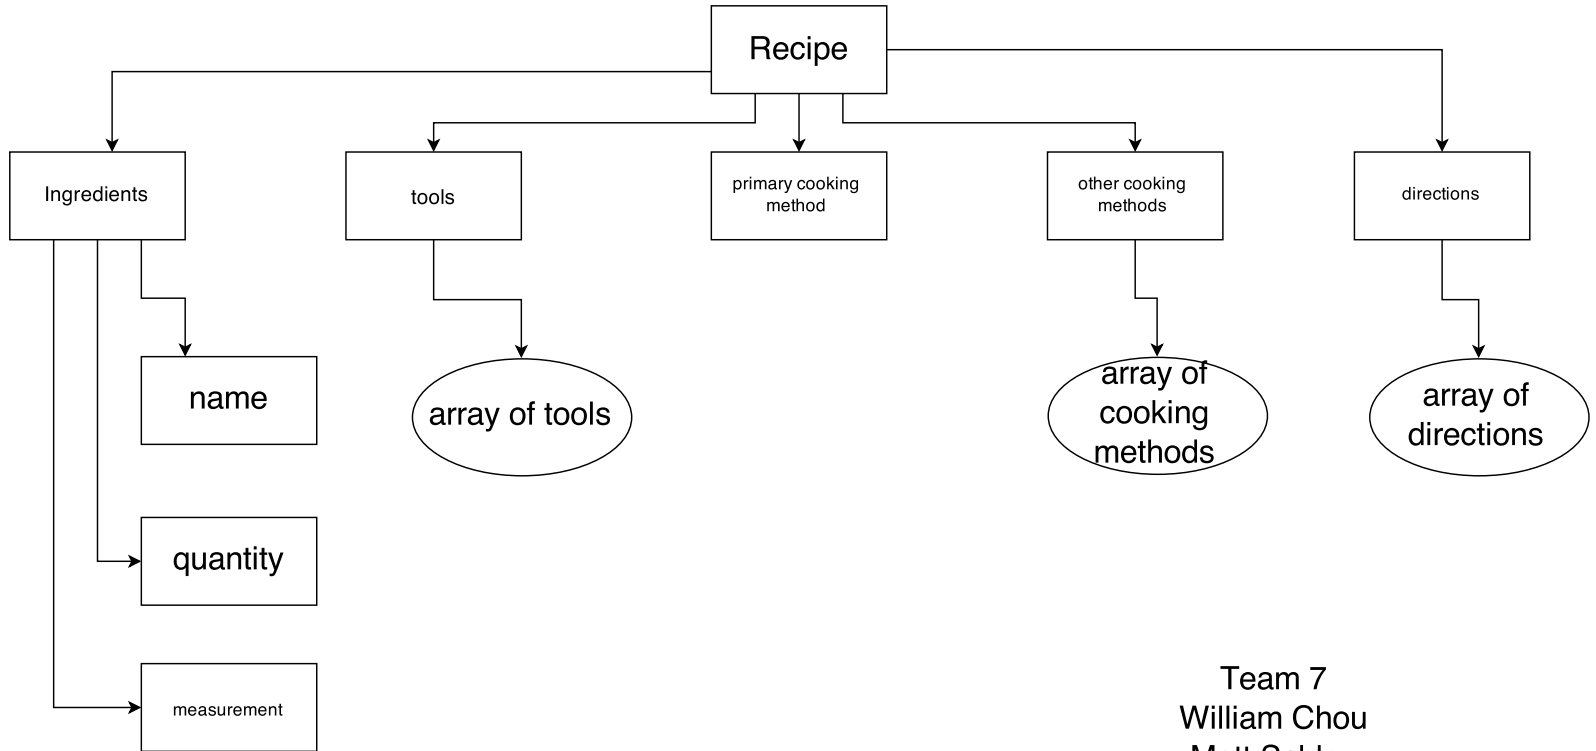 Recipe
Ingredients
tools
primary cooking
method
other cooking
methods
directions
name
array of tools
array of
cooking
methods
array of
directions
quantity
measurement
Team 7
William Chou
Matt